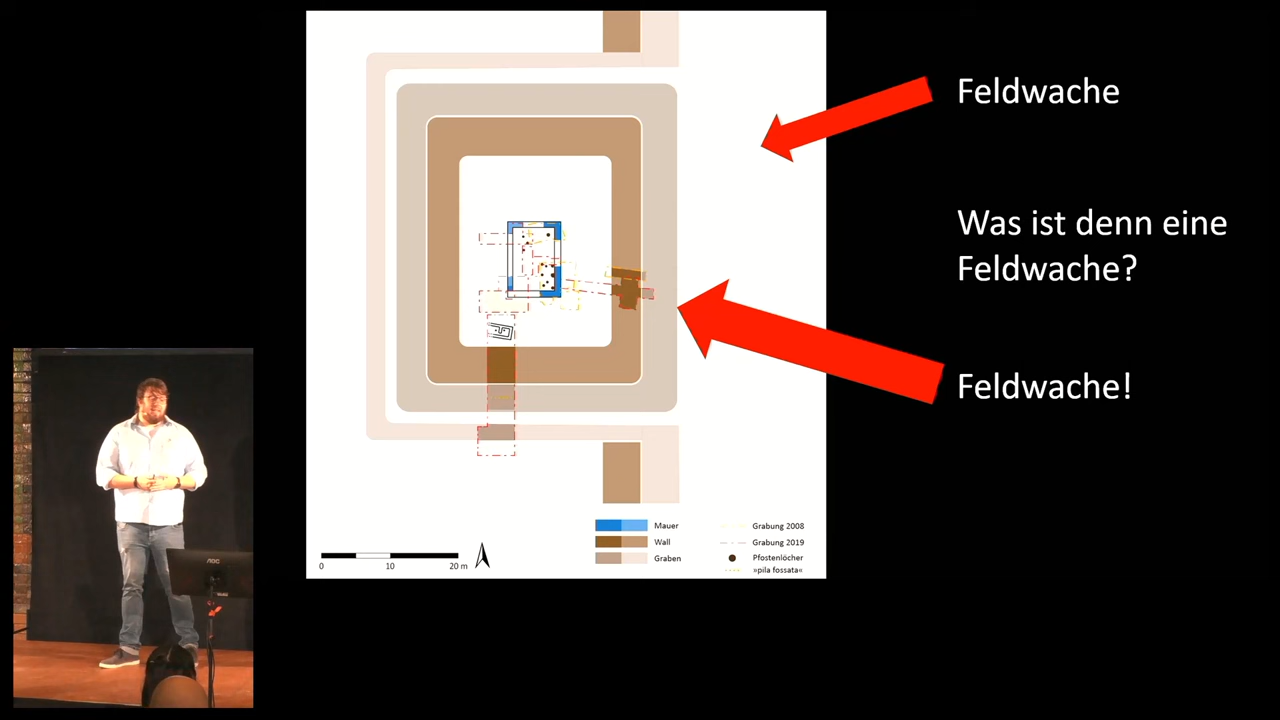 Feldwache
Was ist denn eine
Feldwache?
Feldwache!
Mauer
Wall
Graben
Grabung 2008
Grabung 2019
Pfostenlöcher
»pila fossata«
0
10
20 m
AOC